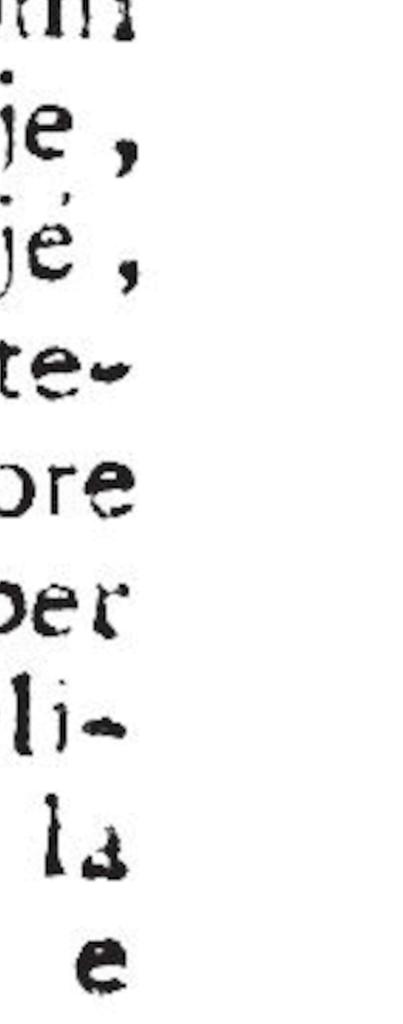 je ,
jé ,
te-
ore
per
li-
la
e